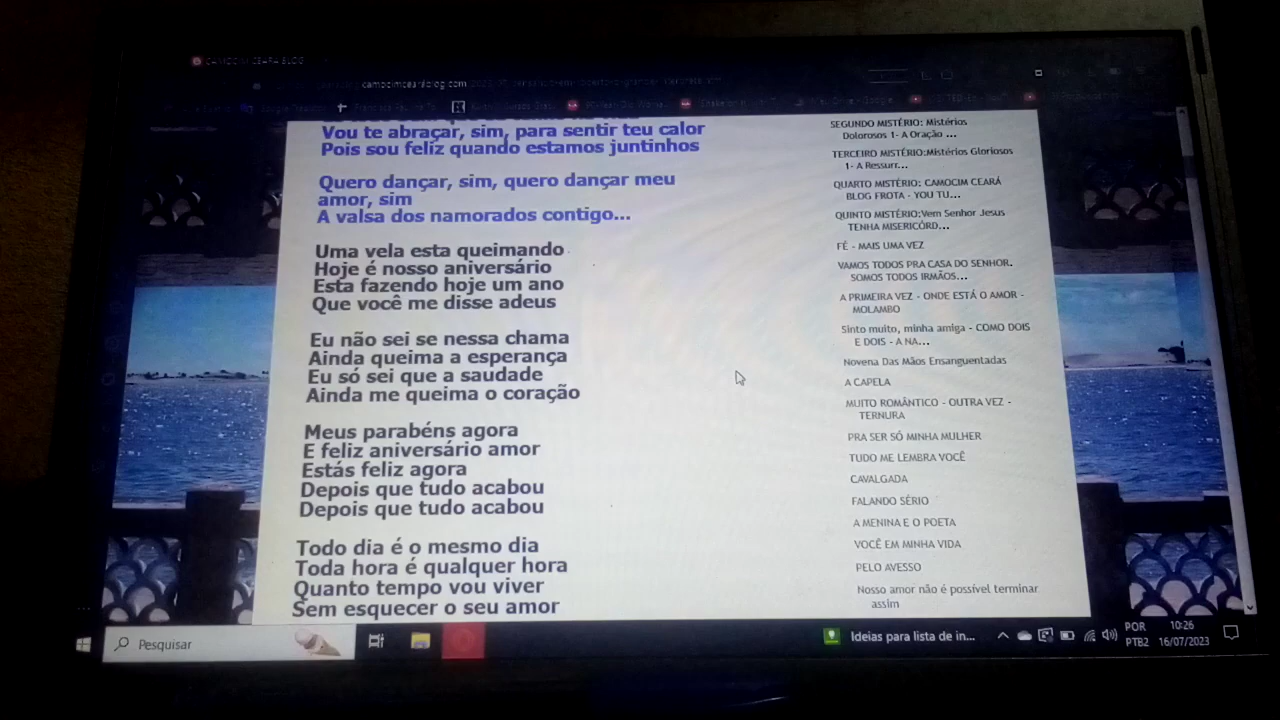 CAMOCIM CEARÁ BLOG
camocimcearablog.com
Vou te abraçar, sim, para sentir teu calor
Pois sou feliz quando estamos juntinhos
Quero dançar, sim, quero dançar meu
amor, sim
A valsa dos namorados contigo...
Uma vela esta queimando
Hoje é nosso aniversário
Esta fazendo hoje um ano
Que você me disse adeus
Eu não sei se nessa chama
Ainda queima a esperança
Eu só sei que a saudade
Ainda me queima o coração
Meus parabéns agora
E feliz aniversário amor
Estás feliz agora
Depois que tudo acabou
Depois que tudo acabou
Todo dia é o mesmo dia
Toda hora é qualquer hora
Quanto tempo vou viver
Sem esquecer o seu amor
SEGUNDO MISTÉRIO: Mistérios
Dolorosos 1- A Oração ...
TERCEIRO MISTÉRIO:Mistérios Gloriosos
1- A Ressurr...
QUARTO MISTÉRIO: CAMOCIM CEARÁ
BLOG FROTA - YOU TU...
QUINTO MISTÉRIO:Vem Senhor Jesus
TENHA MISERICÓRD...
FÉ - MAIS UMA VEZ
VAMOS TODOS PRA CASA DO SENHOR.
SOMOS TODOS IRMÃOS...
A PRIMEIRA VEZ - ONDE ESTÁ O AMOR -
MOLAMBO
Sinto muito, minha amiga - COMO DOIS
E DOIS - A NA...
Novena Das Mãos Ensanguentadas
A CAPELA
MUITO ROMÂNTICO - OUTRA VEZ -
TERNURA
PRA SER SÓ MINHA MULHER
TUDO ME LEMBRA VOCÊ
CAVALGADA
FALANDO SÉRIO
A MENINA E O POETA
VOCÊ EM MINHA VIDA
PELO AVESSO
Nosso amor não é possível terminar
assim
Pesquisar
Ideias para lista de in...
POR
PTB2
10:26
16/07/2023